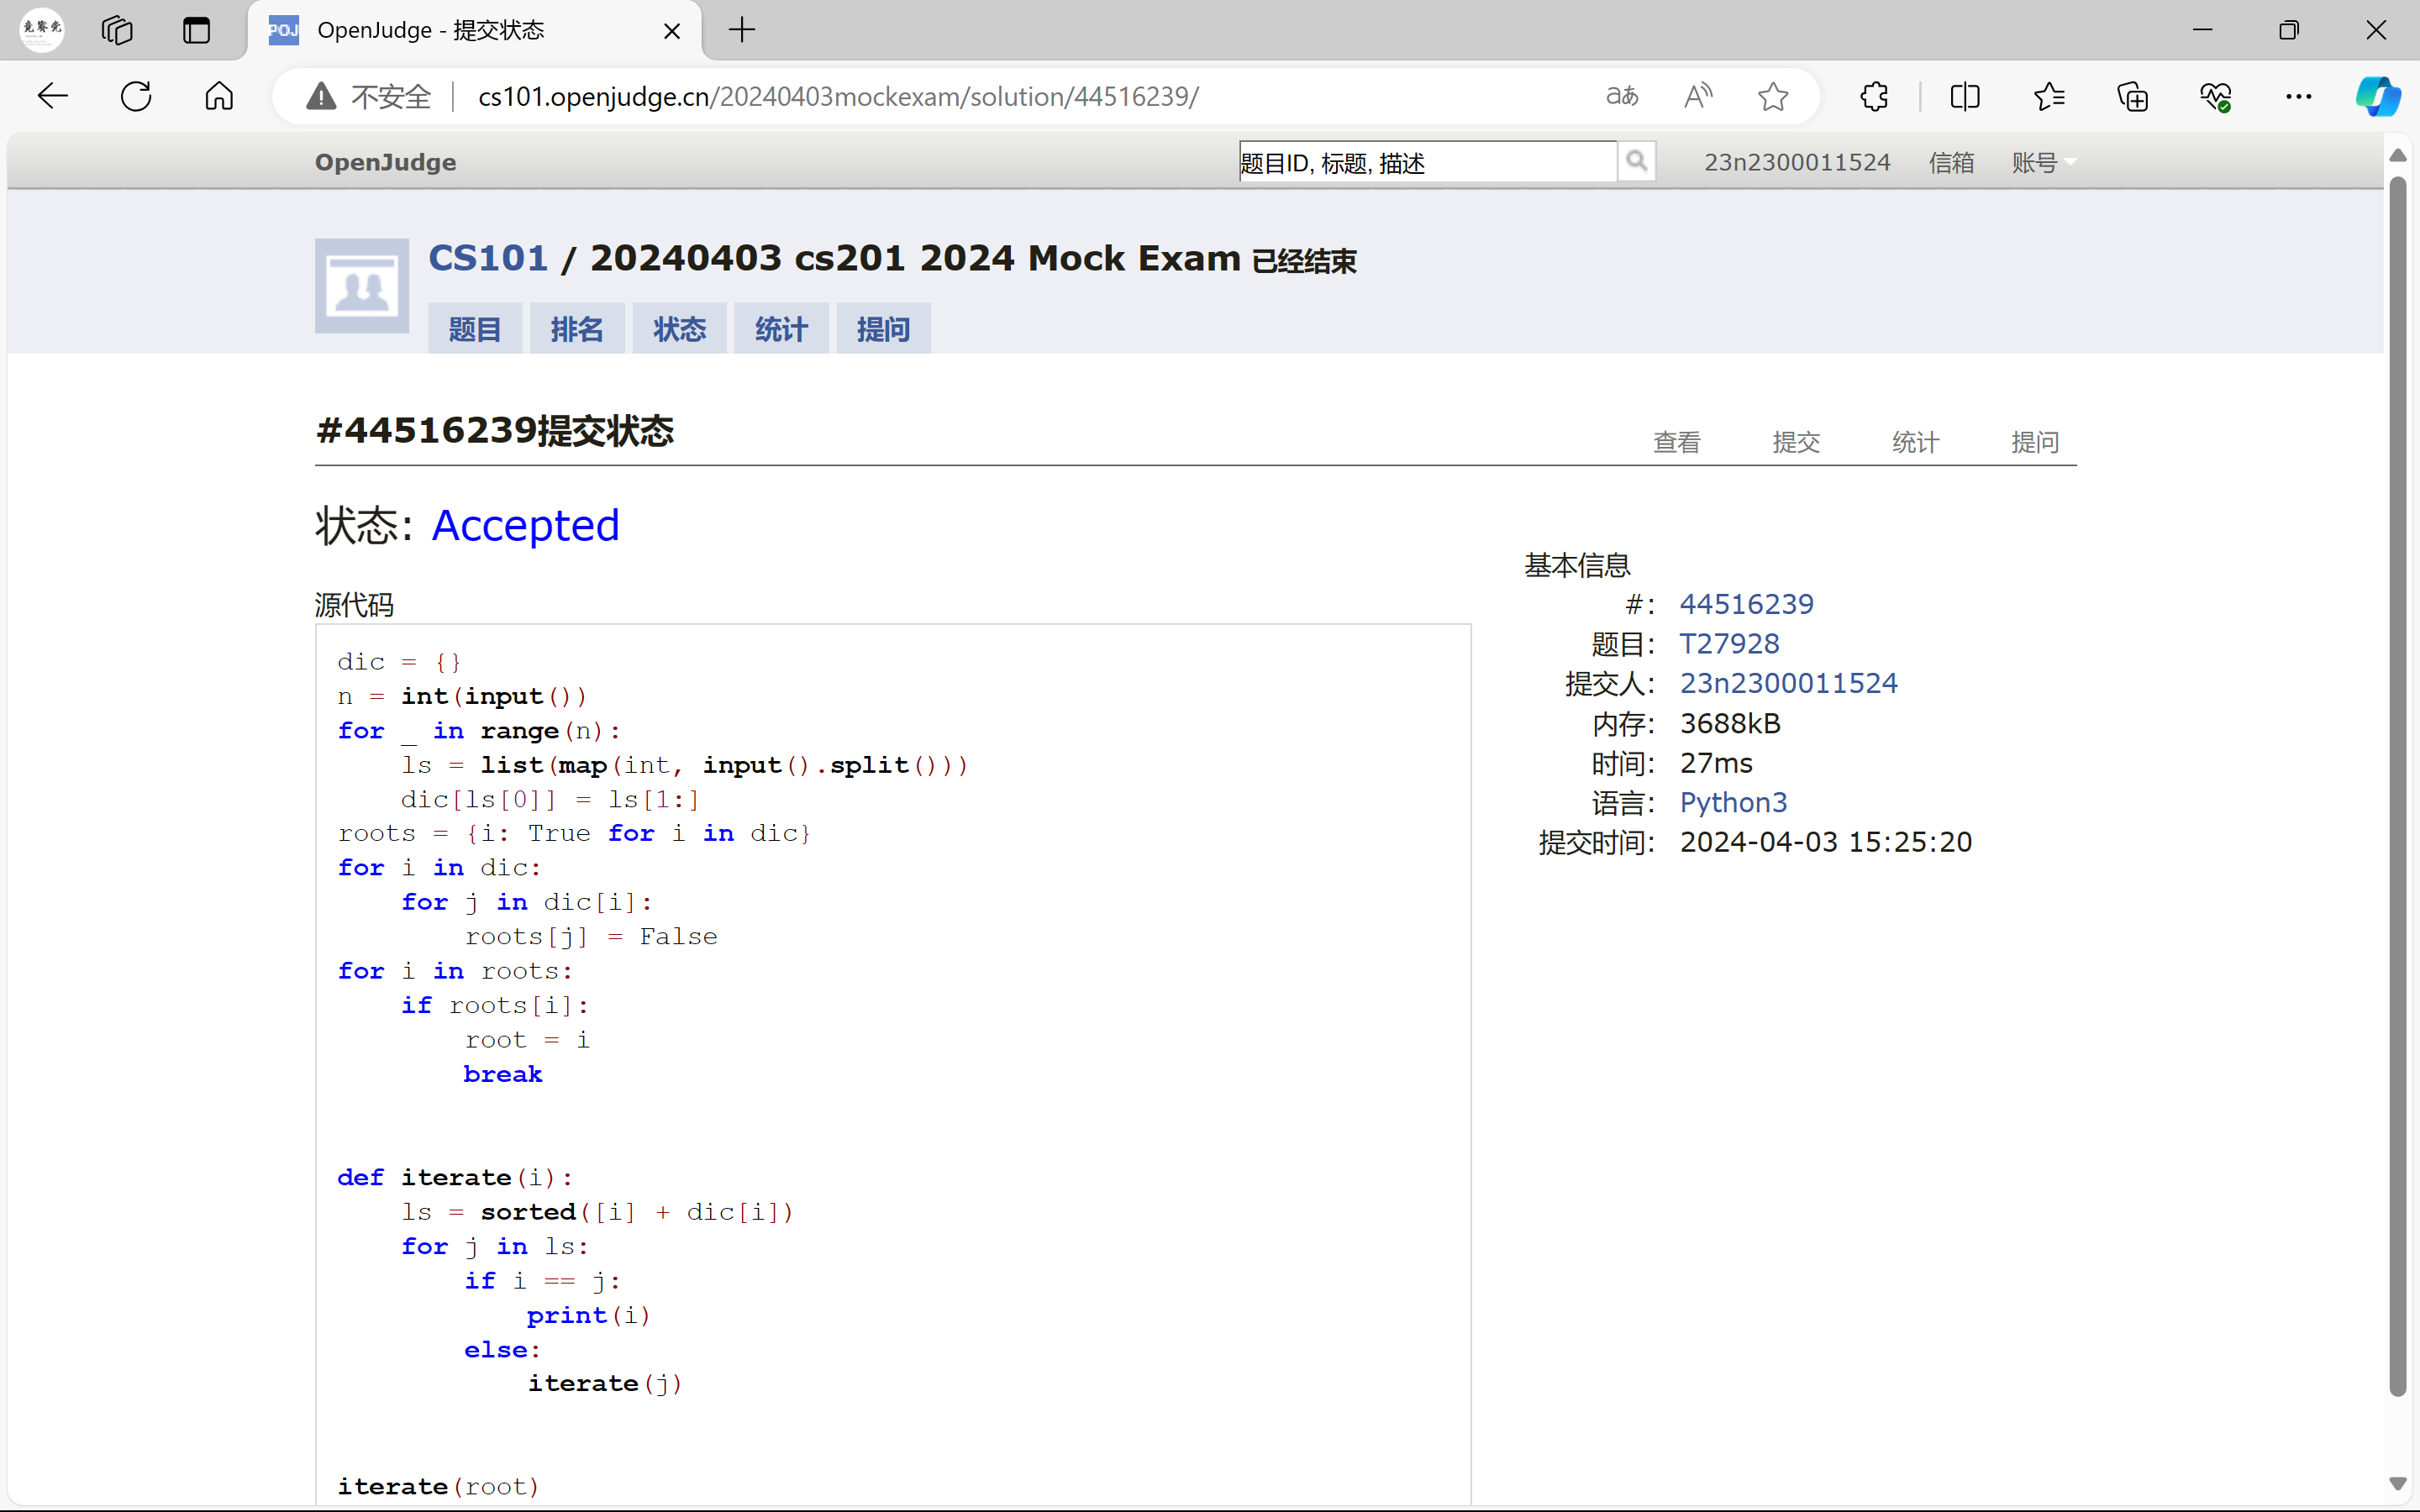 竞赛党
POJ
OpenJudge - 提交状态
不安全 cs101.openjudge.cn/20240403mockexam/solution/44516239/
OpenJudge 题目ID, 标题, 描述 23n2300011524 信箱 账号
CS101 / 20240403 cs201 2024 Mock Exam 已经结束
题目 排名 状态 统计 提问
#44516239提交状态 查看 提交 统计 提问
状态: Accepted
源代码
dic = {}
n = int(input())
for _ in range(n):
    ls = list(map(int, input().split()))
    dic[ls[0]] = ls[1:]
roots = {i: True for i in dic}
for i in dic:
    for j in dic[i]:
        roots[j] = False
for i in roots:
    if roots[i]:
        root = i
        break
def iterate(i):
    ls = sorted([i] + dic[i])
    for j in ls:
        if i == j:
            print(i)
        else:
            iterate(j)
iterate(root)
基本信息
#: 44516239
题目: T27928
提交人: 23n2300011524
内存: 3688kB
时间: 27ms
语言: Python3
提交时间: 2024-04-03 15:25:20